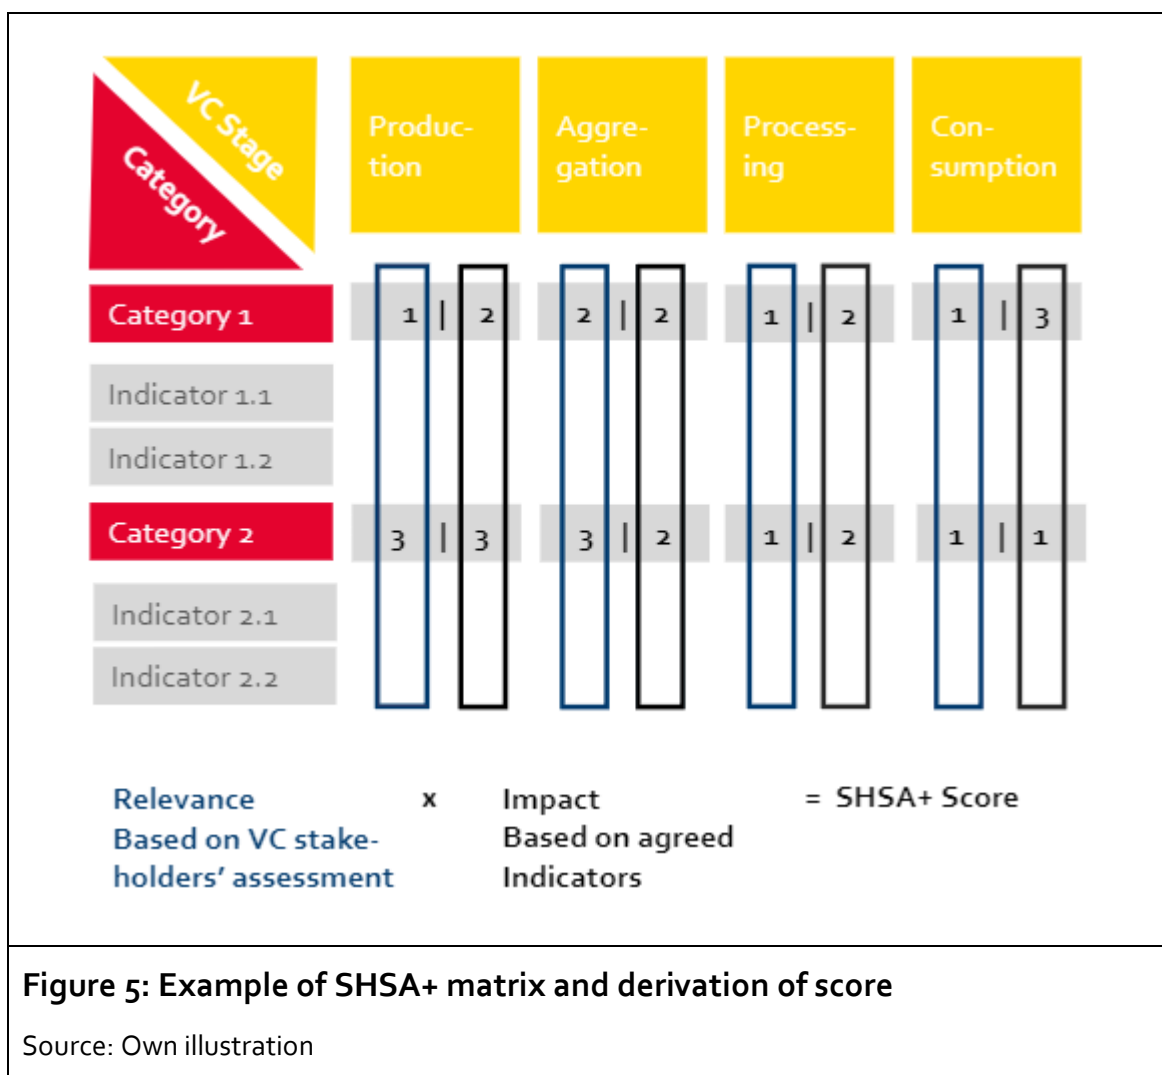 VC Stage
Category
Produc-
tion
Aggre-
gation
Process-
ing
Con-
sumption
Category 1
1 | 2
2 | 2
1 | 2
1 | 3
Indicator 1.1
Indicator 1.2
Category 2
3 | 3
3 | 2
1 | 2
1 | 1
Indicator 2.1
Indicator 2.2
Relevance
Based on VC stake-
holders' assessment
x
Impact
Based on agreed
Indicators
= SHSA+ Score
Figure 5: Example of SHSA+ matrix and derivation of score
Source: Own illustration